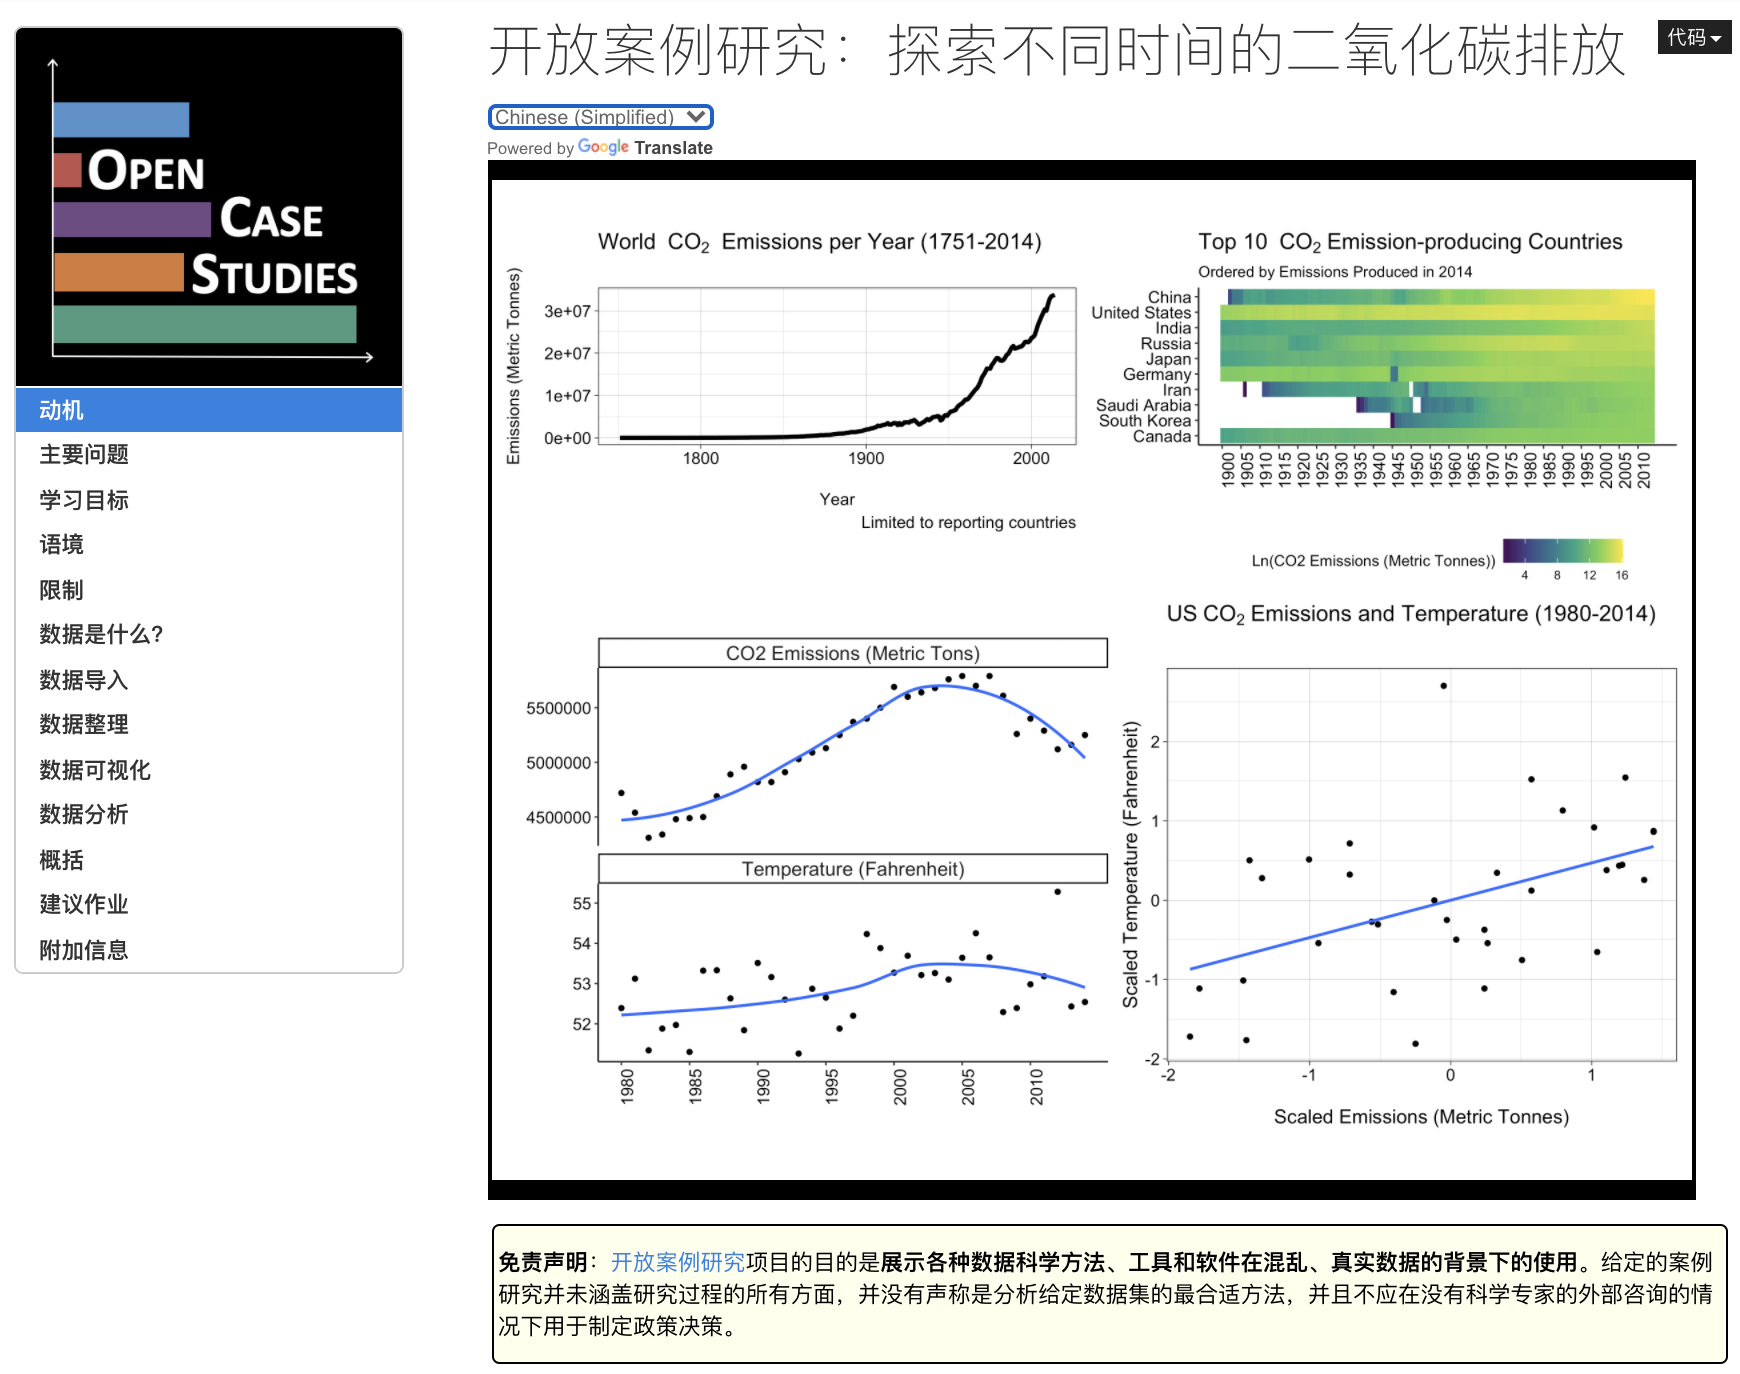 OPEN
CASE
STUDIES
动机
主要问题
学习目标
语境
限制
数据是什么?
数据导入
数据整理
数据可视化
数据分析
概括
建议作业
附加信息
开放案例研究：探索不同时间的二氧化碳排放
代码
Chinese (Simplified)
Powered by Google Translate
World CO2 Emissions per Year (1751-2014)
Emissions (Metric Tonnes)
3e+07
2e+07
1e+07
0e+00
1800 1900 2000
Year
Limited to reporting countries
Top 10 CO2 Emission-producing Countries
Ordered by Emissions Produced in 2014
China
United States
India
Russia
Japan
Germany
Iran
Saudi Arabia
South Korea
Canada
1900 1905 1910 1915 1920 1925 1930 1935 1940 1945 1950 1955 1960 1965 1970 1975 1980 1985 1990 1995 2000 2005 2010
Ln(CO2 Emissions (Metric Tonnes))
4 8 12 16
CO2 Emissions (Metric Tons)
5500000
5000000
4500000
Temperature (Fahrenheit)
55
54
53
52
1980 1985 1990 1995 2000 2005 2010
US CO2 Emissions and Temperature (1980-2014)
Scaled Temperature (Fahrenheit)
2
1
0
-1
-2
-2 -1 0 1
Scaled Emissions (Metric Tonnes)
免责声明：开放案例研究项目的目的是展示各种数据科学方法、工具和软件在混乱、真实数据的背景下的使用。给定的案例
研究并未涵盖研究过程的所有方面，并没有声称是分析给定数据集的最合适方法，并且不应在没有科学专家的外部咨询的情
况下用于制定政策决策。